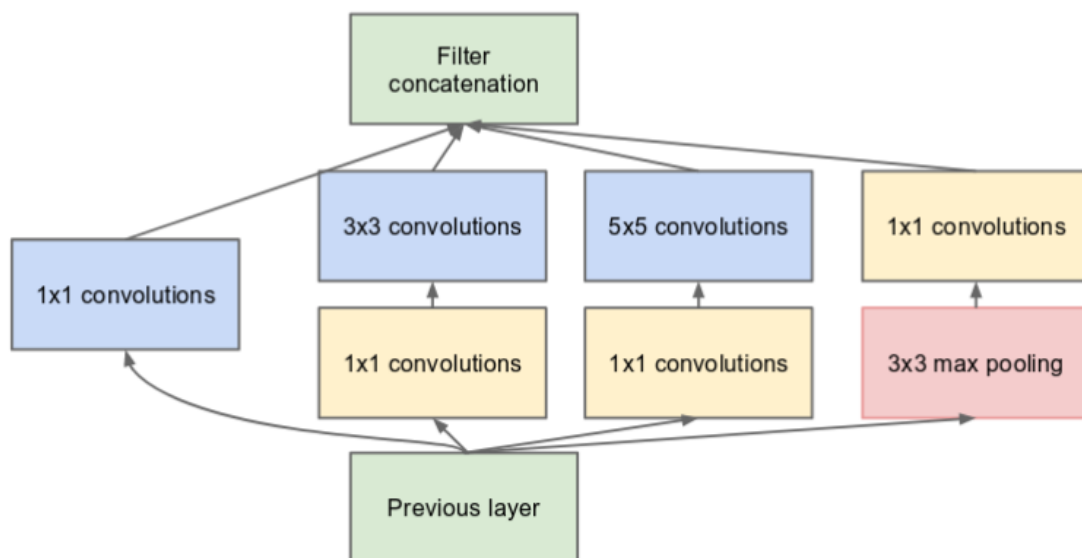 Filter
concatenation
3x3 convolutions
5x5 convolutions
1x1 convolutions
1x1 convolutions
1x1 convolutions
1x1 convolutions
3x3 max pooling
Previous layer